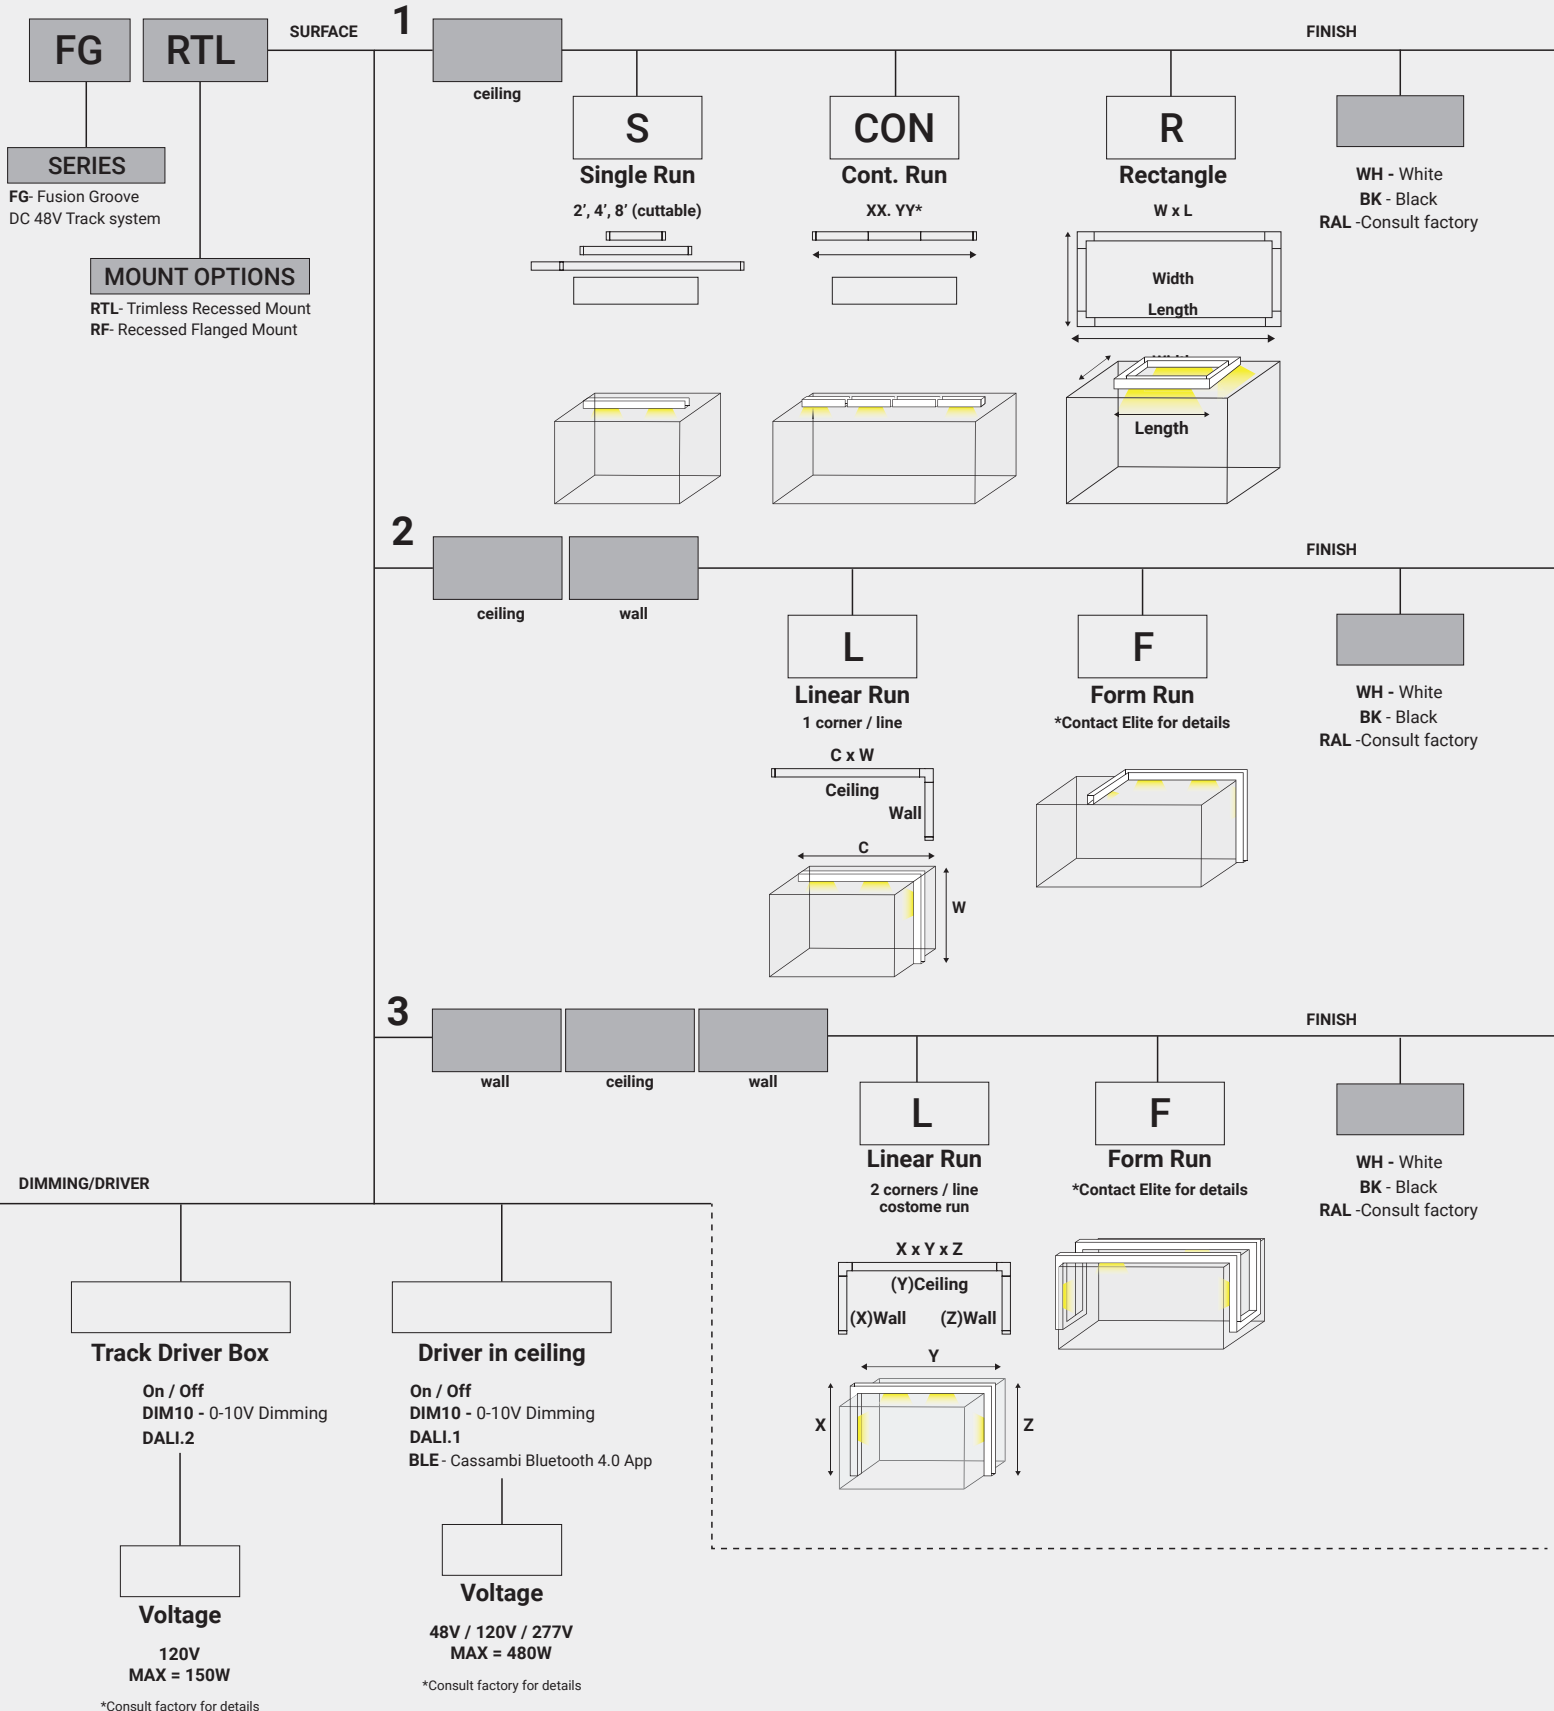 FG
RTL
SURFACE
SERIES
FG- Fusion Groove
DC 48V Track system
MOUNT OPTIONS
RTL- Trimless Recessed Mount
RF- Recessed Flanged Mount
1
ceiling
S
Single Run
2’, 4’, 8’ (cuttable)
CON
Cont. Run
XX. YY*
R
Rectangle
W x L
Width
Length
Length
FINISH
WH - White
BK - Black
RAL -Consult factory
2
ceiling
wall
L
Linear Run
1 corner / line
C x W
Ceiling
Wall
C
W
F
Form Run
*Contact Elite for details
FINISH
WH - White
BK - Black
RAL -Consult factory
3
wall
ceiling
wall
L
Linear Run
2 corners / line
costome run
X x Y x Z
(Y)Ceiling
(X)Wall
(Z)Wall
Y
X
Z
F
Form Run
*Contact Elite for details
FINISH
WH - White
BK - Black
RAL -Consult factory
DIMMING/DRIVER
Track Driver Box
On / Off
DIM10 - 0-10V Dimming
DALI.2
Voltage
120V
MAX = 150W
*Consult factory for details
Driver in ceiling
On / Off
DIM10 - 0-10V Dimming
DALI.1
BLE - Cassambi Bluetooth 4.0 App
Voltage
48V / 120V / 277V
MAX = 480W
*Consult factory for details